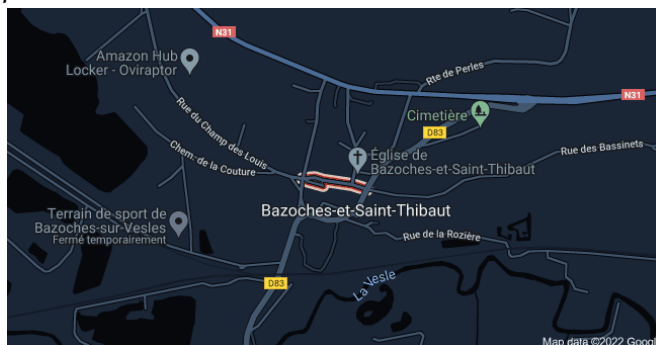 N31
Amazon Hub
Locker - Oviraptor
Rte de Perles
N31
Cimetière
Rue du Champ des Louis
D83
Chem. de la Couture
Église de
Bazoches-et-Saint-Thibaut
Rue des Bassinets
Bazoches-et-Saint-Thibaut
Terrain de sport de
Bazoches-sur-Vesles
Fermé temporairement
Rue de la Rozière
D83
La Vesle
Map data ©2022 Googl